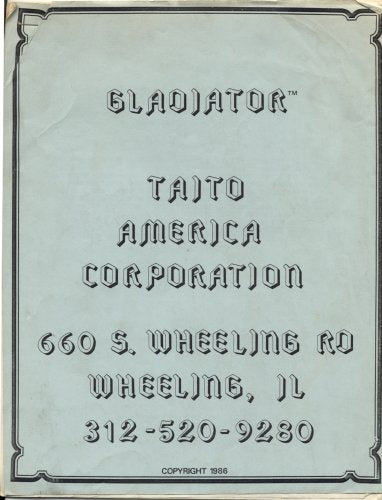 GLADIATOR™
TAITO
AMERICA
CORPORATION
660 S. WHEELING RD
WHEELING, IL
312-520-9280
COPYRIGHT 1986